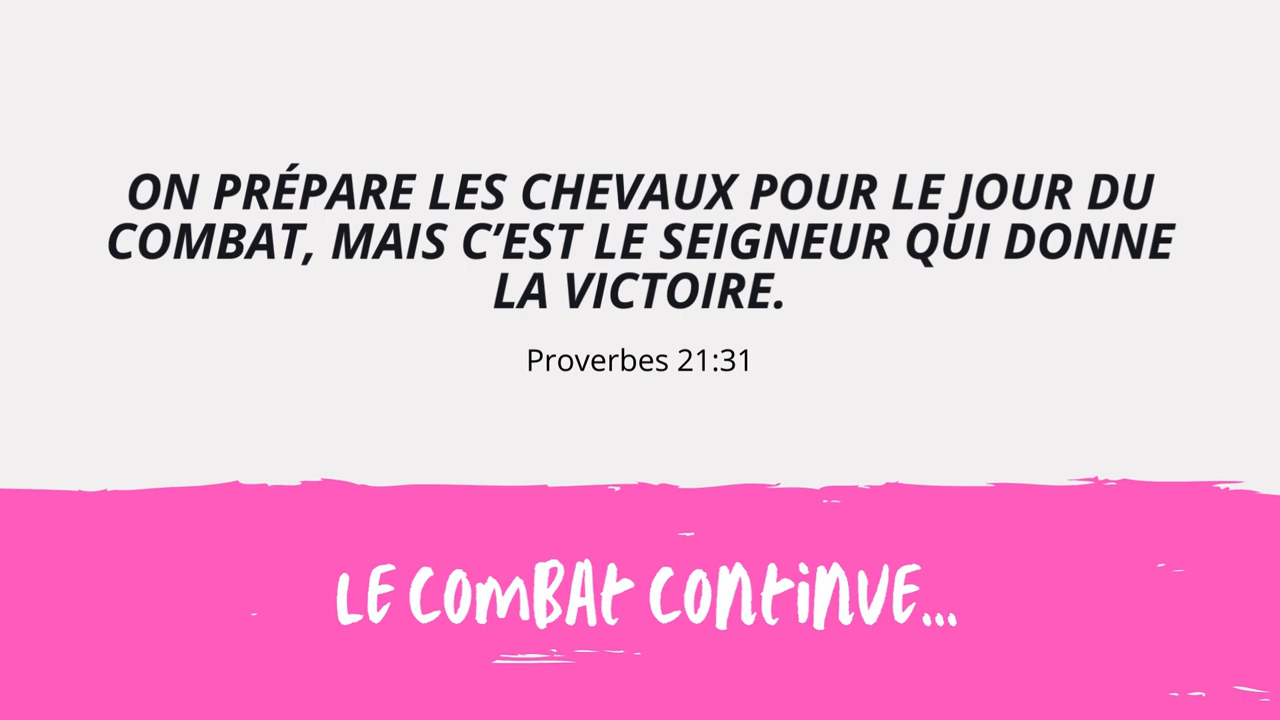 ON PRÉPARE LES CHEVAUX POUR LE JOUR DU
COMBAT, MAIS C’EST LE SEIGNEUR QUI DONNE
LA VICTOIRE.
Proverbes 21:31
LE COMBAT CONTINUE...